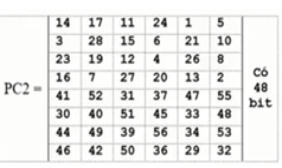 14 17 11 24 1 5
3 28 15 6 21 10
23 19 12 4 26 8
16 7 27 20 13 2
PC2 =
41 52 31 37 47 55
30 40 51 45 33 48
44 49 39 56 34 53
46 42 50 36 29 32
Có
48
bit